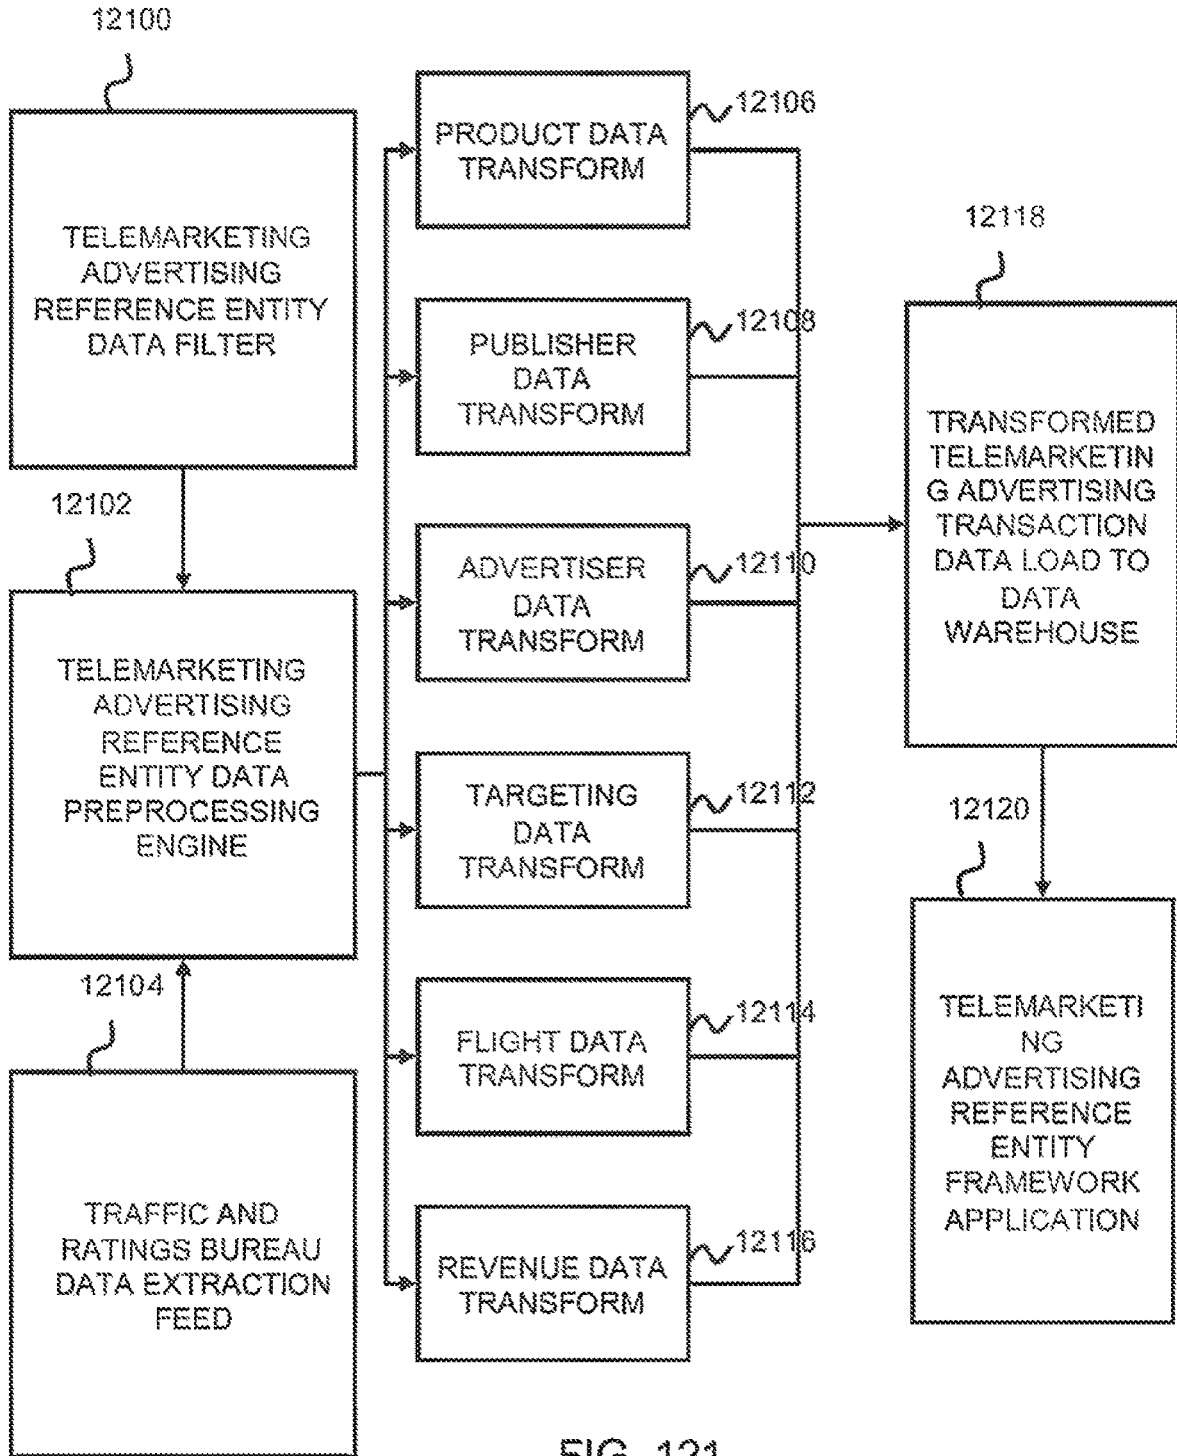 12100
TELEMARKETING
ADVERTISING
REFERENCE ENTITY
DATA FILTER
12102
TELEMARKETING
ADVERTISING
REFERENCE
ENTITY DATA
PREPROCESSING
ENGINE
12104
TRAFFIC AND
RATINGS BUREAU
DATA EXTRACTION
FEED
12106
PRODUCT DATA
TRANSFORM
12108
PUBLISHER
DATA
TRANSFORM
12110
ADVERTISER
DATA
TRANSFORM
12112
TARGETING
DATA
TRANSFORM
12114
FLIGHT DATA
TRANSFORM
12116
REVENUE DATA
TRANSFORM
12118
TRANSFORMED
TELEMARKETIN
G ADVERTISING
TRANSACTION
DATA LOAD TO
DATA
WAREHOUSE
12120
TELEMARKETI
NG
ADVERTISING
REFERENCE
ENTITY
FRAMEWORK
APPLICATION
FIG. 121